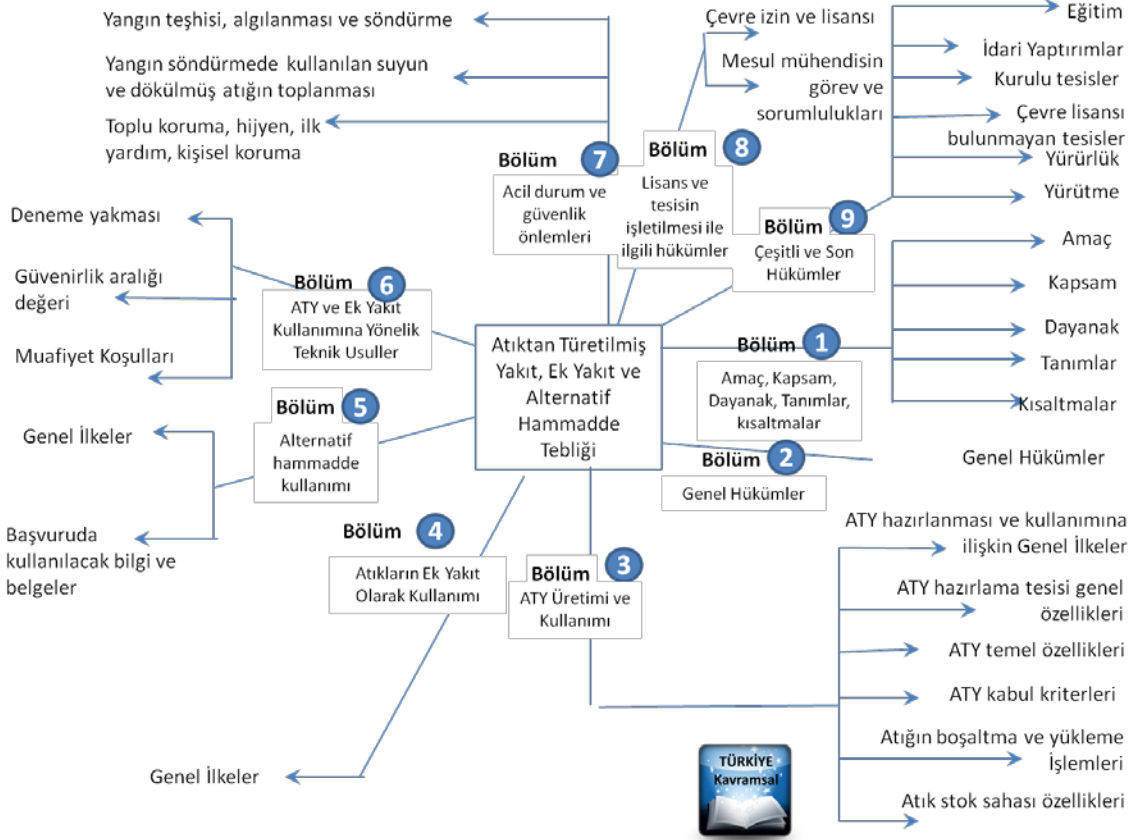 Yangın teşhisi, algılanması ve söndürme
Yangın söndürmede kullanılan suyun
ve dökülmüş atığın toplanması
Toplu koruma, hijyen, ilk
yardım, kişisel koruma
Bölüm 7
Acil durum ve
güvenlik
önlemleri
Çevre izin ve lisansı
Mesul mühendisin
görev ve
sorumlulukları
Bölüm 8
Lisans ve
tesisin
işletilmesi ile
ilgili hükümler
Eğitim
İdari Yaptırımlar
Kurulu tesisler
Çevre lisansı
bulunmayan tesisler
Yürürlük
Yürütme
Bölüm 9
Çeşitli ve Son
Hükümler
Deneme yakması
Güvenirlik aralığı
değeri
Muafiyet Koşulları
Bölüm 6
ATY ve Ek Yakıt
Kullanımına Yönelik
Teknik Usuller
Atıktan Türetilmiş
Yakıt, Ek Yakıt ve
Alternatif
Hammadde
Tebliği
Bölüm 1
Amaç, Kapsam,
Dayanak, Tanımlar,
kısaltmalar
Amaç
Kapsam
Dayanak
Tanımlar
Kısaltmalar
Bölüm 5
Alternatif
hammadde
kullanımı
Genel İlkeler
Başvuruda
kullanılacak bilgi ve
belgeler
Bölüm 2
Genel Hükümler
Genel Hükümler
Bölüm 4
Atıkların Ek Yakıt
Olarak Kullanımı
Genel İlkeler
Bölüm 3
ATY Üretimi ve
Kullanımı
ATY hazırlanması ve kullanımına
ilişkin Genel İlkeler
ATY hazırlama tesisi genel
özellikleri
ATY temel özellikleri
ATY kabul kriterleri
Atığın boşaltma ve yükleme
İşlemleri
Atık stok sahası özellikleri
TÜRKİYE
Kavramsal